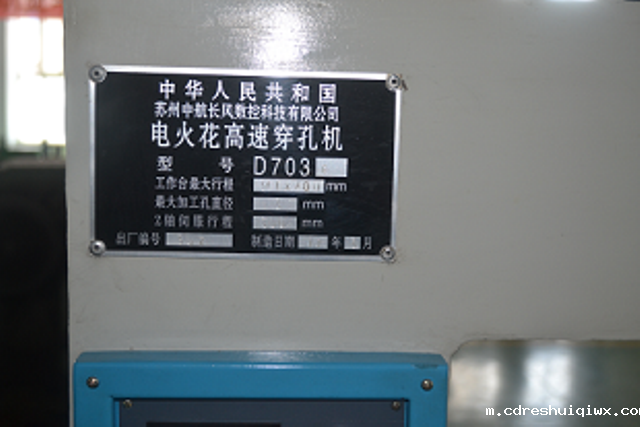 中华人民共和国
苏州中航长风数控科技有限公司
电火花高速穿孔机
型 号 D703
工作台最大行程 mm
最大加工孔直径 mm
Z轴伺服行程 mm
出厂编号 制造日期 年 月
m.cdreshuiqiwx.com